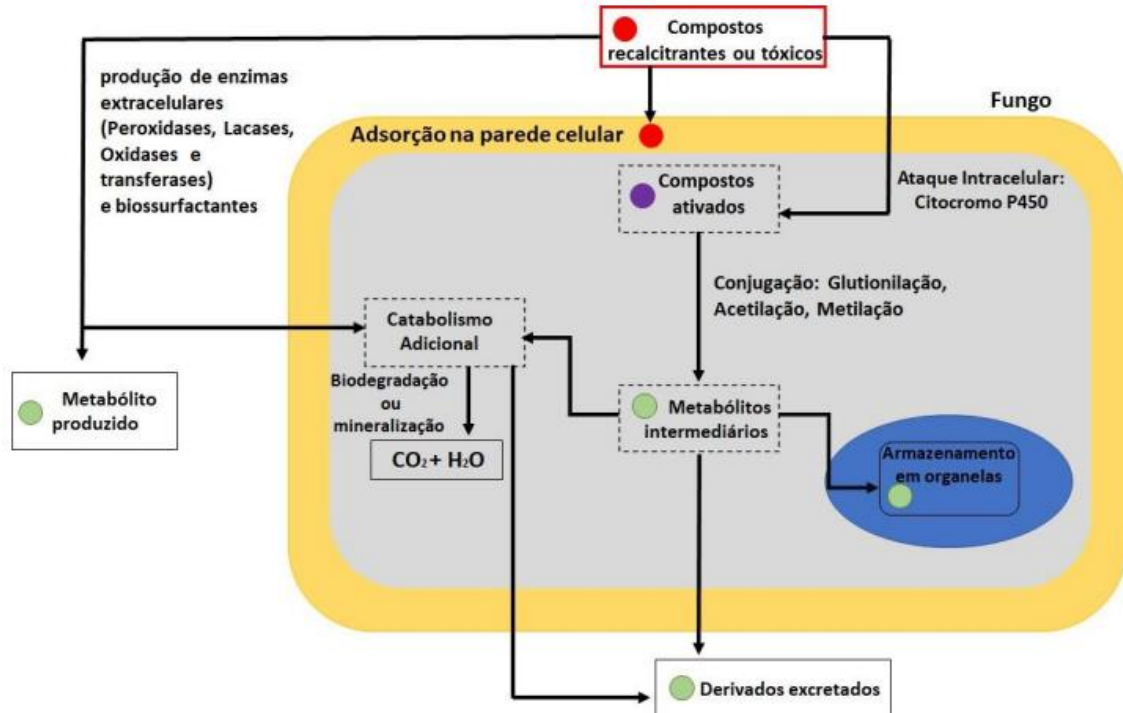 Compostos
recalcitrantes ou tóxicos
produção de enzimas
extracelulares
(Peroxidases, Lacases,
Oxidases e
transferases)
e biossurfactantes
Fungo
Adsorção na parede celular
Compostos
ativados
Ataque Intracelular:
Citocromo P450
Conjugação: Glutionilação,
Acetilação, Metilação
Catabolismo
Adicional
Biodegradação
ou
mineralização
CO₂ + H₂O
Metabólito
produzido
Metabólitos
intermediários
Armazenamento
em organelas
Derivados excretados